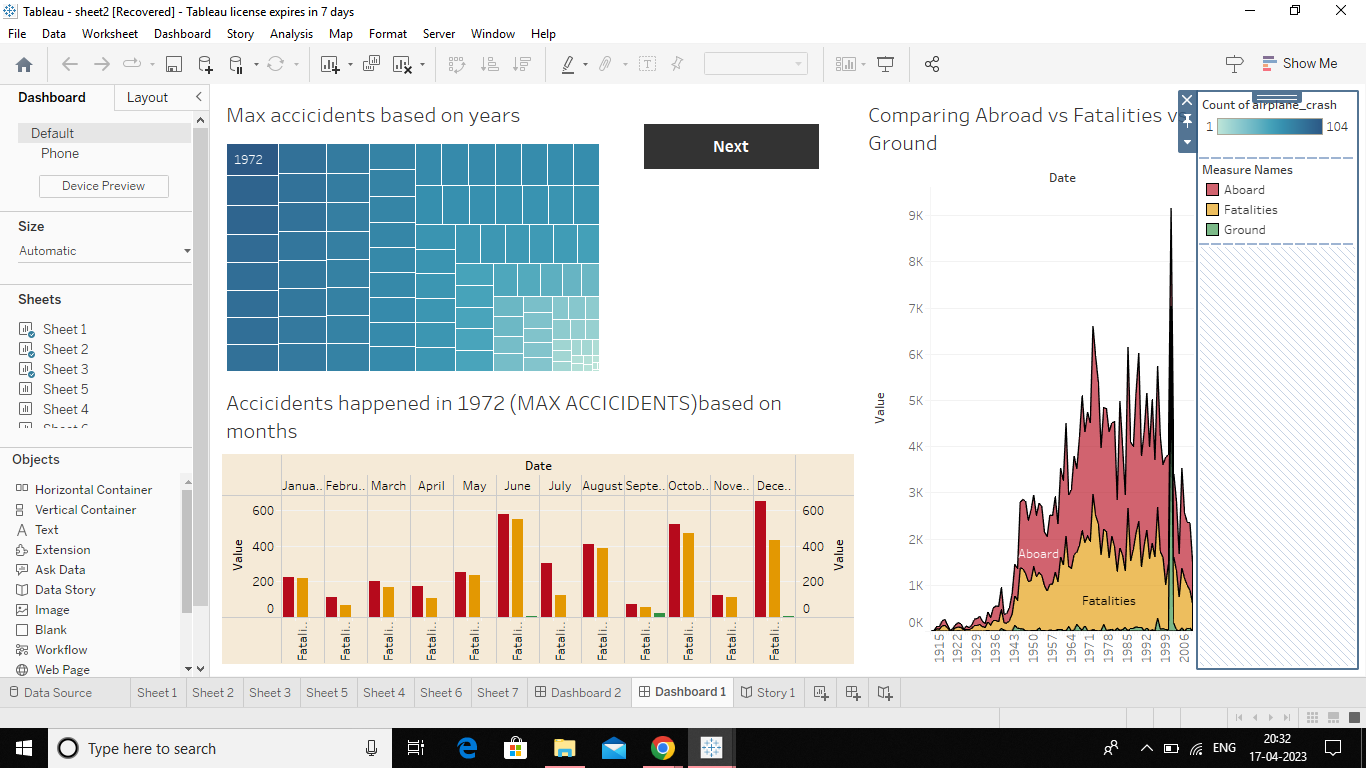 Tableau - sheet2 [Recovered] - Tableau license expires in 7 days
File Data Worksheet Dashboard Story Analysis Map Format Server Window Help
Show Me
Dashboard Layout
Default
Phone
Device Preview
Size
Automatic
Sheets
Sheet 1
Sheet 2
Sheet 3
Sheet 5
Sheet 4
Objects
Horizontal Container
Vertical Container
Text
Extension
Ask Data
Data Story
Image
Blank
Workflow
Web Page
Max accicidents based on years
1972
Next
Accicidents happened in 1972 (MAX ACCICIDENTS)based on
months
Date
Janua.. Febru.. March April May June July August Septe.. Octob.. Nove.. Dece..
Value
600
400
200
0
600
400
200
0
Value
Fatali.. Fatali.. Fatali.. Fatali.. Fatali.. Fatali.. Fatali.. Fatali.. Fatali.. Fatali.. Fatali.. Fatali..
Comparing Abroad vs Fatalities v
Ground
Date
Value
9K
8K
7K
6K
5K
4K
3K
2K
1K
0K
Aboard
Fatalities
1915 1922 1929 1936 1943 1950 1957 1964 1971 1978 1985 1992 1999 2006
Count of airplane_crash
1 104
Measure Names
Aboard
Fatalities
Ground
Data Source Sheet 1 Sheet 2 Sheet 3 Sheet 5 Sheet 4 Sheet 6 Sheet 7 Dashboard 2 Dashboard 1 Story 1
Type here to search
ENG
20:32
17-04-2023